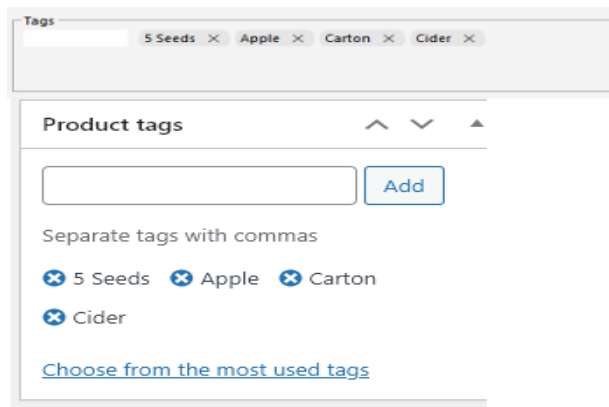 Tags
5 Seeds × Apple × Carton × Cider ×
Product tags
Add
Separate tags with commas
5 Seeds Apple Carton
Cider
Choose from the most used tags